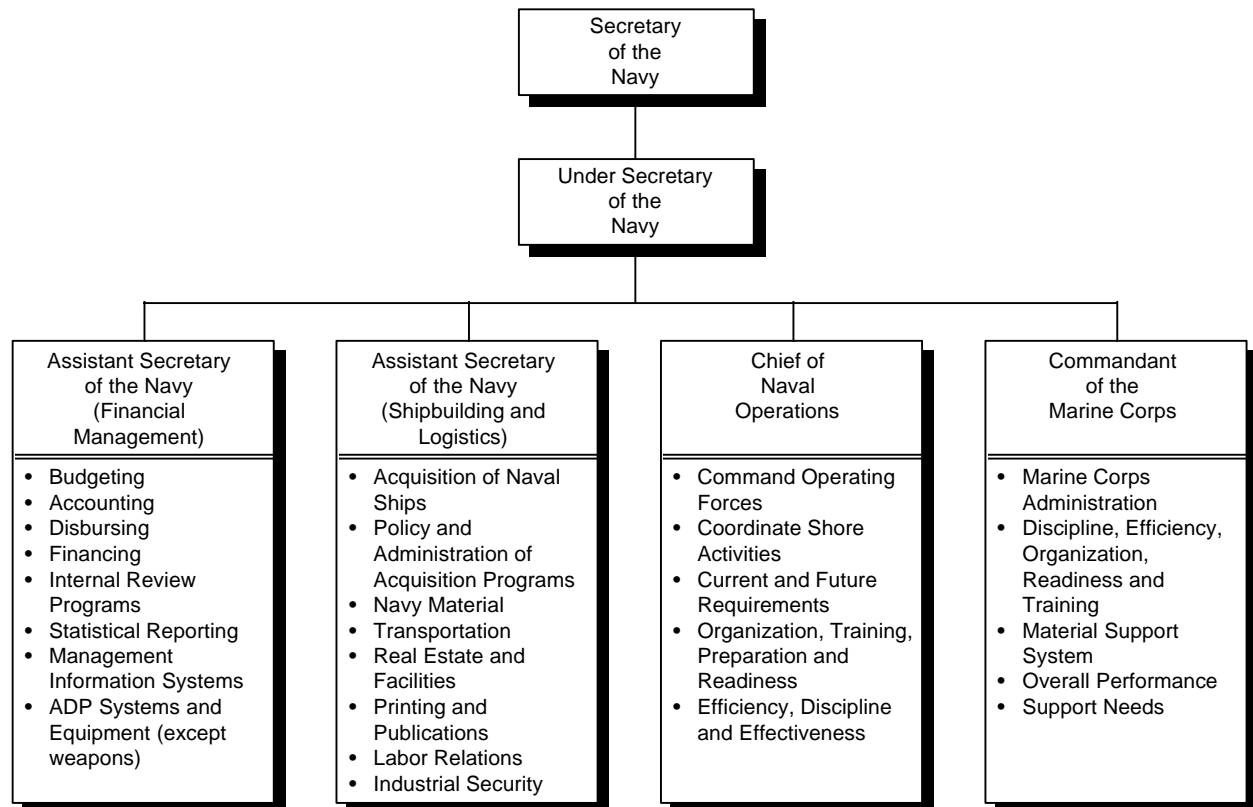 Secretary
of the
Navy
Under Secretary
of the
Navy
Assistant Secretary
of the Navy
(Financial
Management)
• Budgeting
• Accounting
• Disbursing
• Financing
• Internal Review
Programs
• Statistical Reporting
• Management
Information Systems
• ADP Systems and
Equipment (except
weapons)
Assistant Secretary
of the Navy
(Shipbuilding and
Logistics)
• Acquisition of Naval
Ships
• Policy and
Administration of
Acquisition Programs
• Navy Material
• Transportation
• Real Estate and
Facilities
• Printing and
Publications
• Labor Relations
• Industrial Security
Chief of
Naval
Operations
• Command Operating
Forces
• Coordinate Shore
Activities
• Current and Future
Requirements
• Organization, Training,
Preparation and
Readiness
• Efficiency, Discipline
and Effectiveness
Commandant
of the
Marine Corps
• Marine Corps
Administration
• Discipline, Efficiency,
Organization,
Readiness and
Training
• Material Support
System
• Overall Performance
• Support Needs